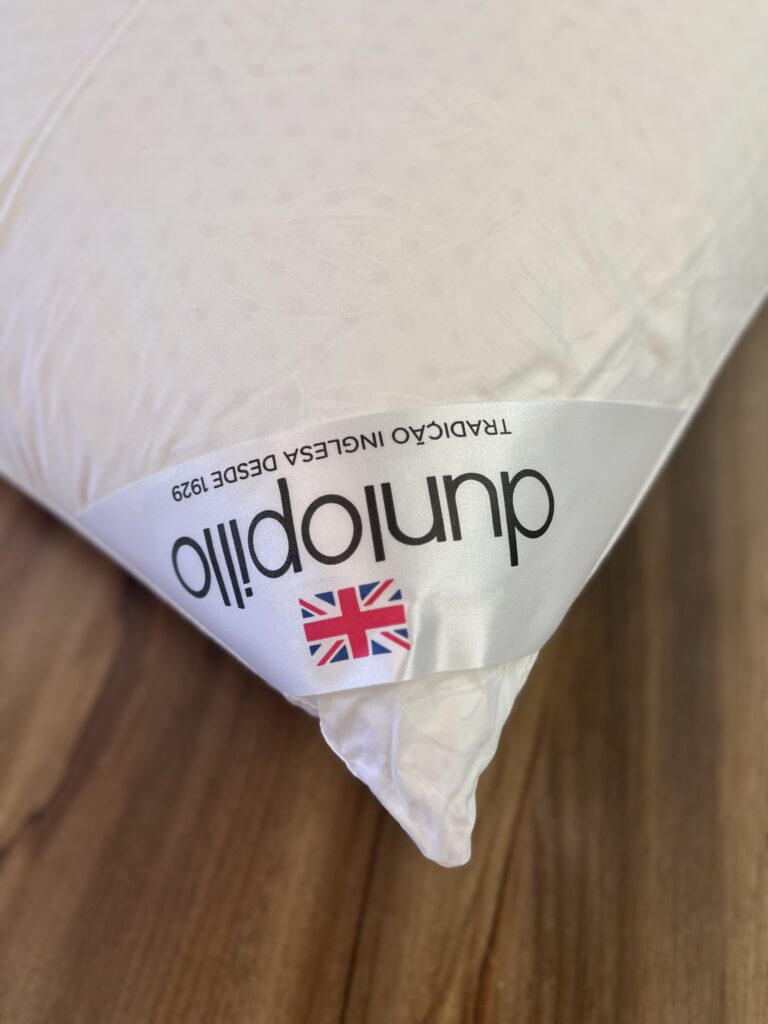 dunlopillo
TRADIÇÃO INGLESA DESDE 1929